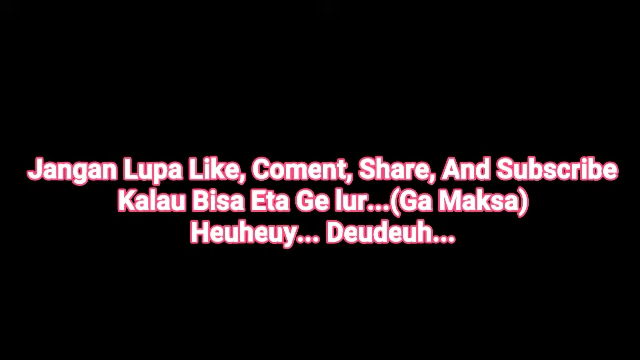 Jangan Lupa Like, Coment, Share, And Subscribe
Kalau Bisa Eta Ge lur...(Ga Maksa)
Heuheuy... Deudeuh...